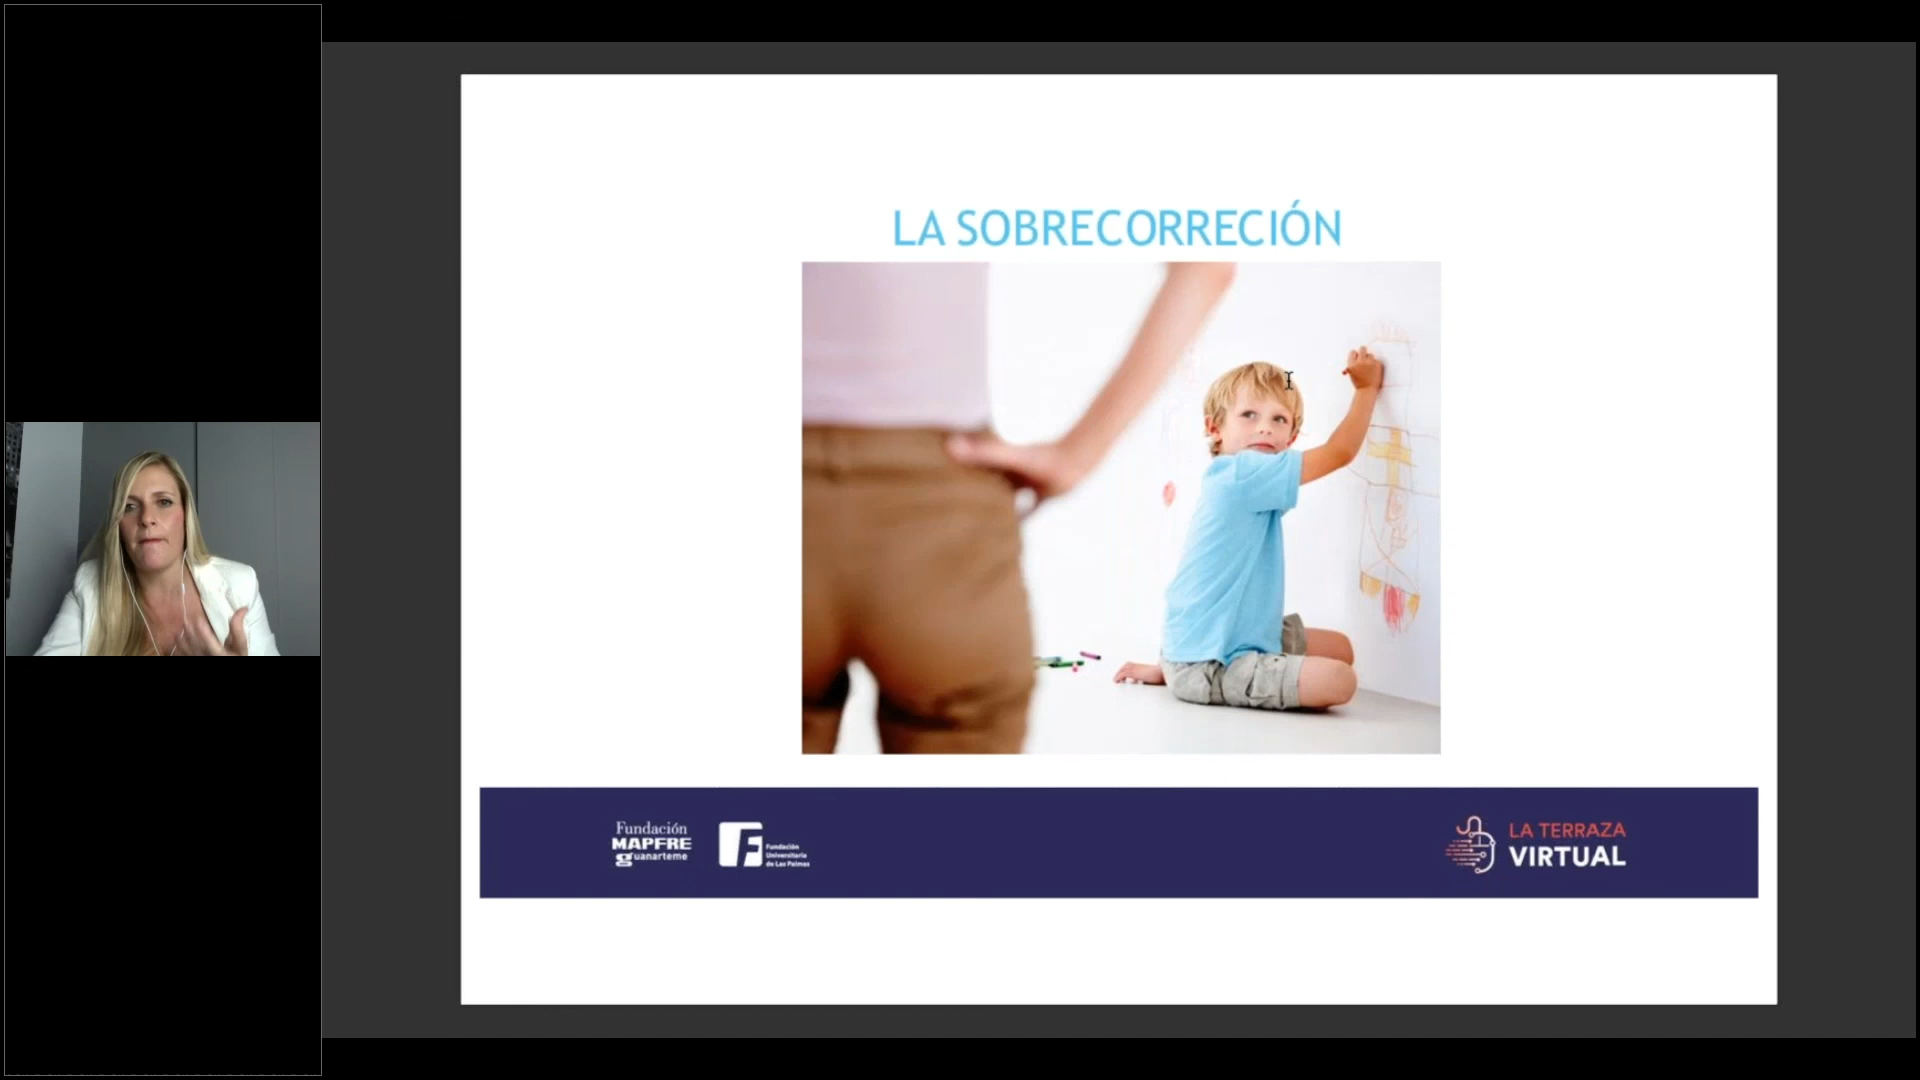 LA SOBRECORRECIÓN
Fundación
MAPFRE
guanarteme
Fundación
Universitaria
de Las Palmas
LA TERRAZA
VIRTUAL